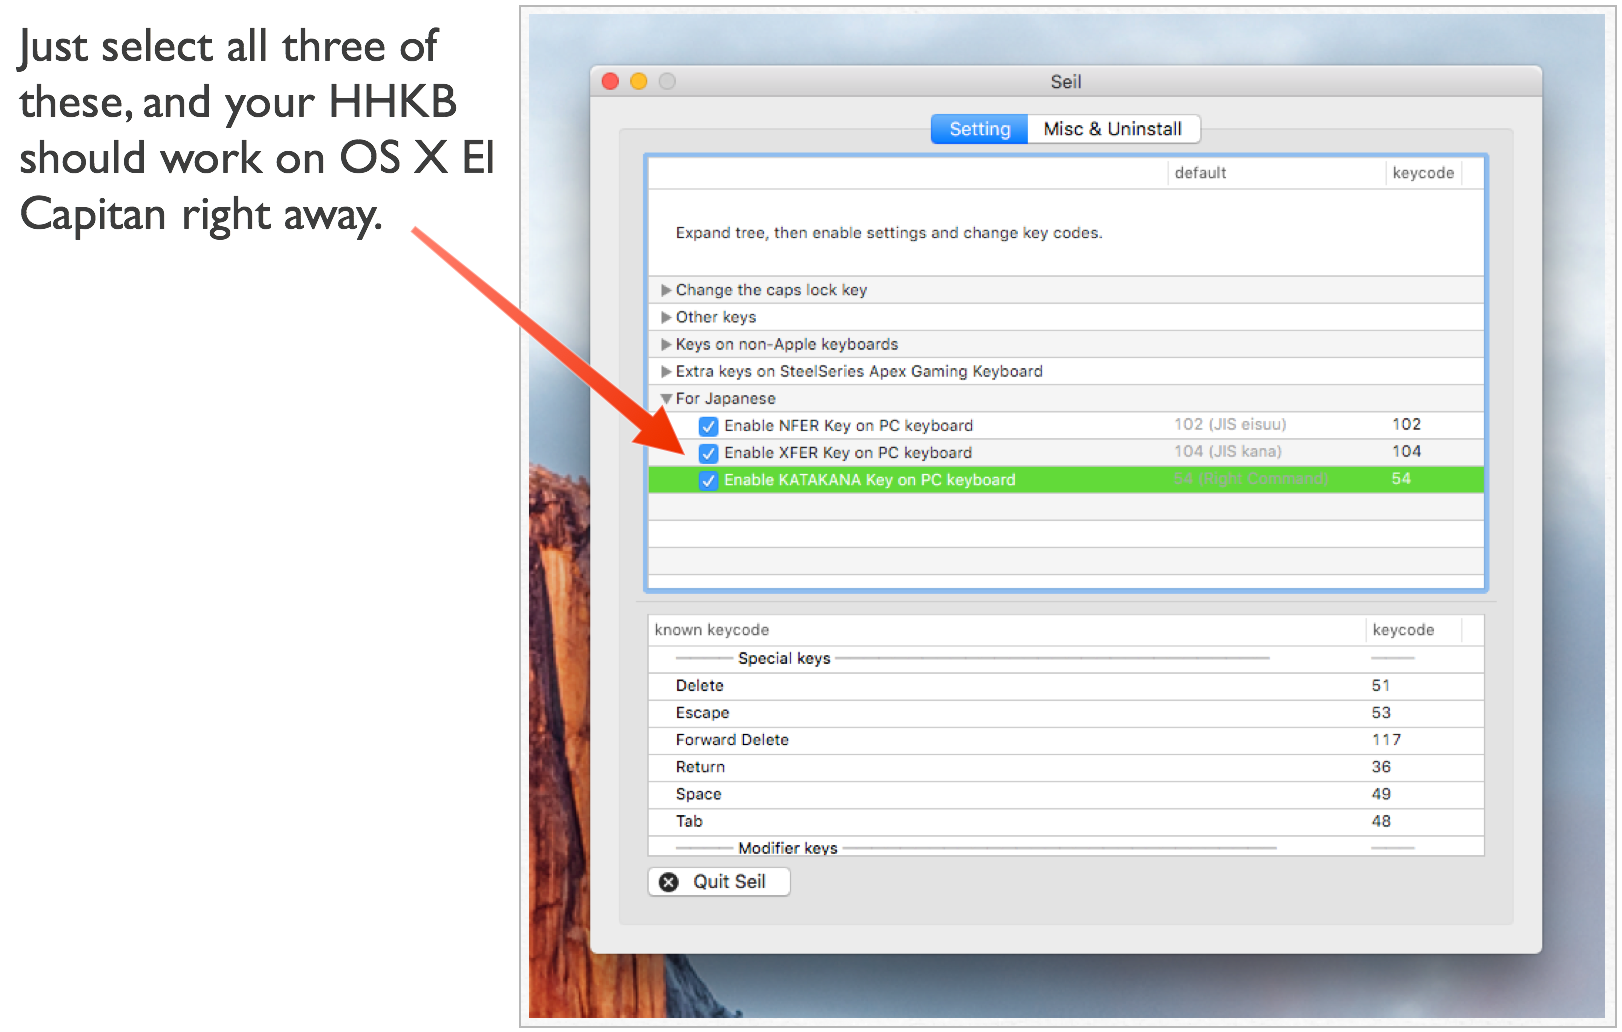 Just select all three of
these, and your HHKB
should work on OS X El
Capitan right away.
Seil
Setting Misc & Uninstall
default keycode
Expand tree, then enable settings and change key codes.
Change the caps lock key
Other keys
Keys on non-Apple keyboards
Extra keys on SteelSeries Apex Gaming Keyboard
For Japanese
Enable NFER Key on PC keyboard 102 (JIS eisuu) 102
Enable XFER Key on PC keyboard 104 (JIS kana) 104
Enable KATAKANA Key on PC keyboard 54 (Right Command) 54
known keycode keycode
Special keys
Delete 51
Escape 53
Forward Delete 117
Return 36
Space 49
Tab 48
Modifier keys
Quit Seil